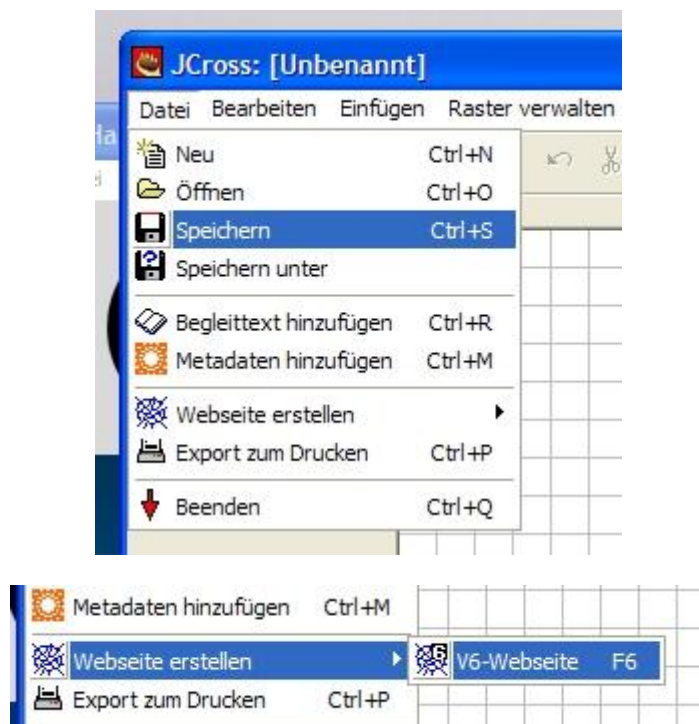 JCross: [Unbenannt]
Datei Bearbeiten Einfügen Raster verwalten
Neu Ctrl+N
Öffnen Ctrl+O
Speichern Ctrl+S
Speichern unter
Begleittext hinzufügen Ctrl+R
Metadaten hinzufügen Ctrl+M
Webseite erstellen
Export zum Drucken Ctrl+P
Beenden Ctrl+Q
Metadaten hinzufügen Ctrl+M
Webseite erstellen V6-Webseite F6
Export zum Drucken Ctrl+P